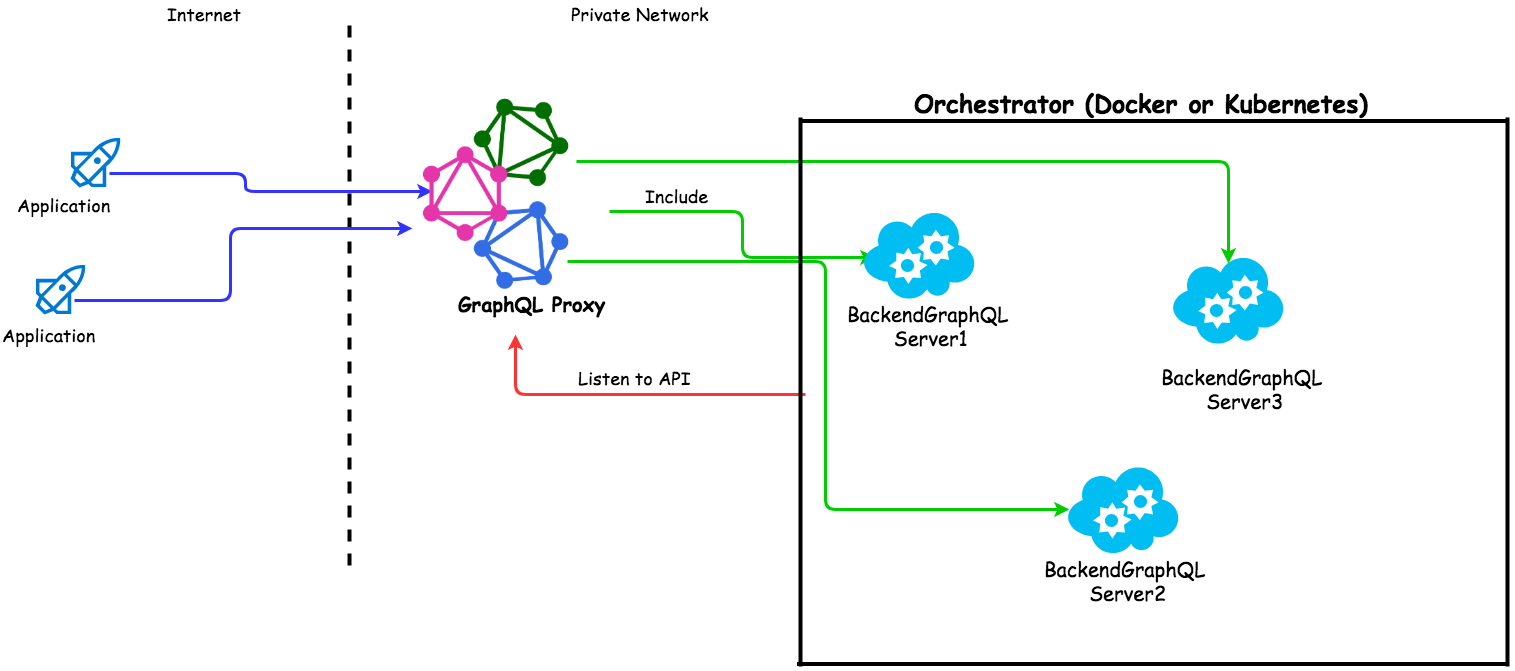 Internet
Private Network
Orchestrator (Docker or Kubernetes)
Application
Include
GraphQL Proxy
BackendGraphQL
Server1
Application
Listen to API
BackendGraphQL
Server3
BackendGraphQL
Server2